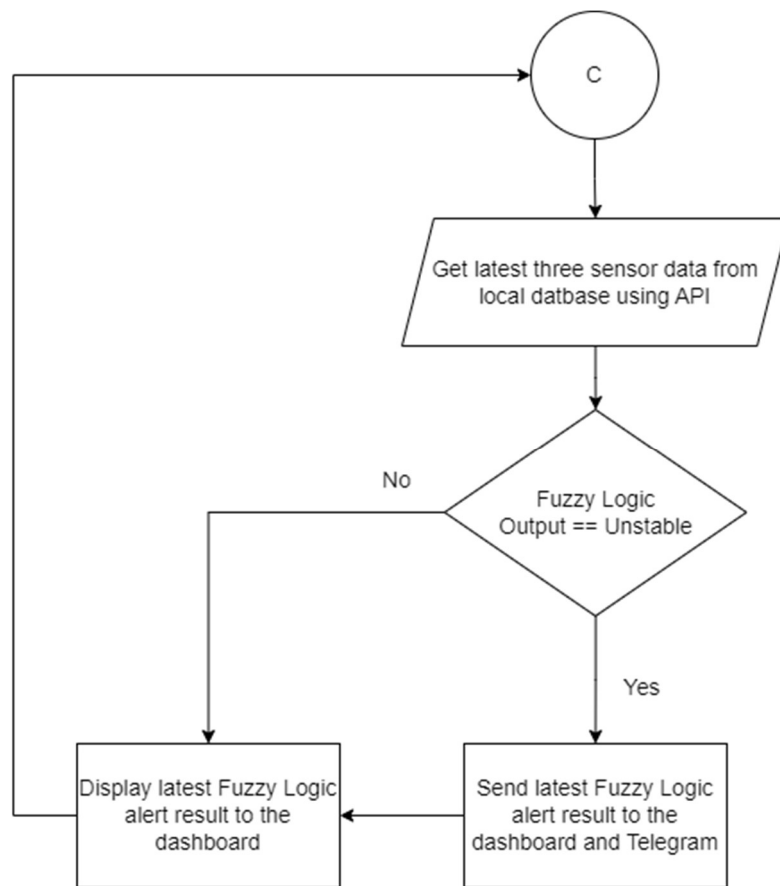 C
Get latest three sensor data from
local datbase using API
No
Fuzzy Logic
Output == Unstable
Yes
Display latest Fuzzy Logic
alert result to the
dashboard
Send latest Fuzzy Logic
alert result to the
dashboard and Telegram